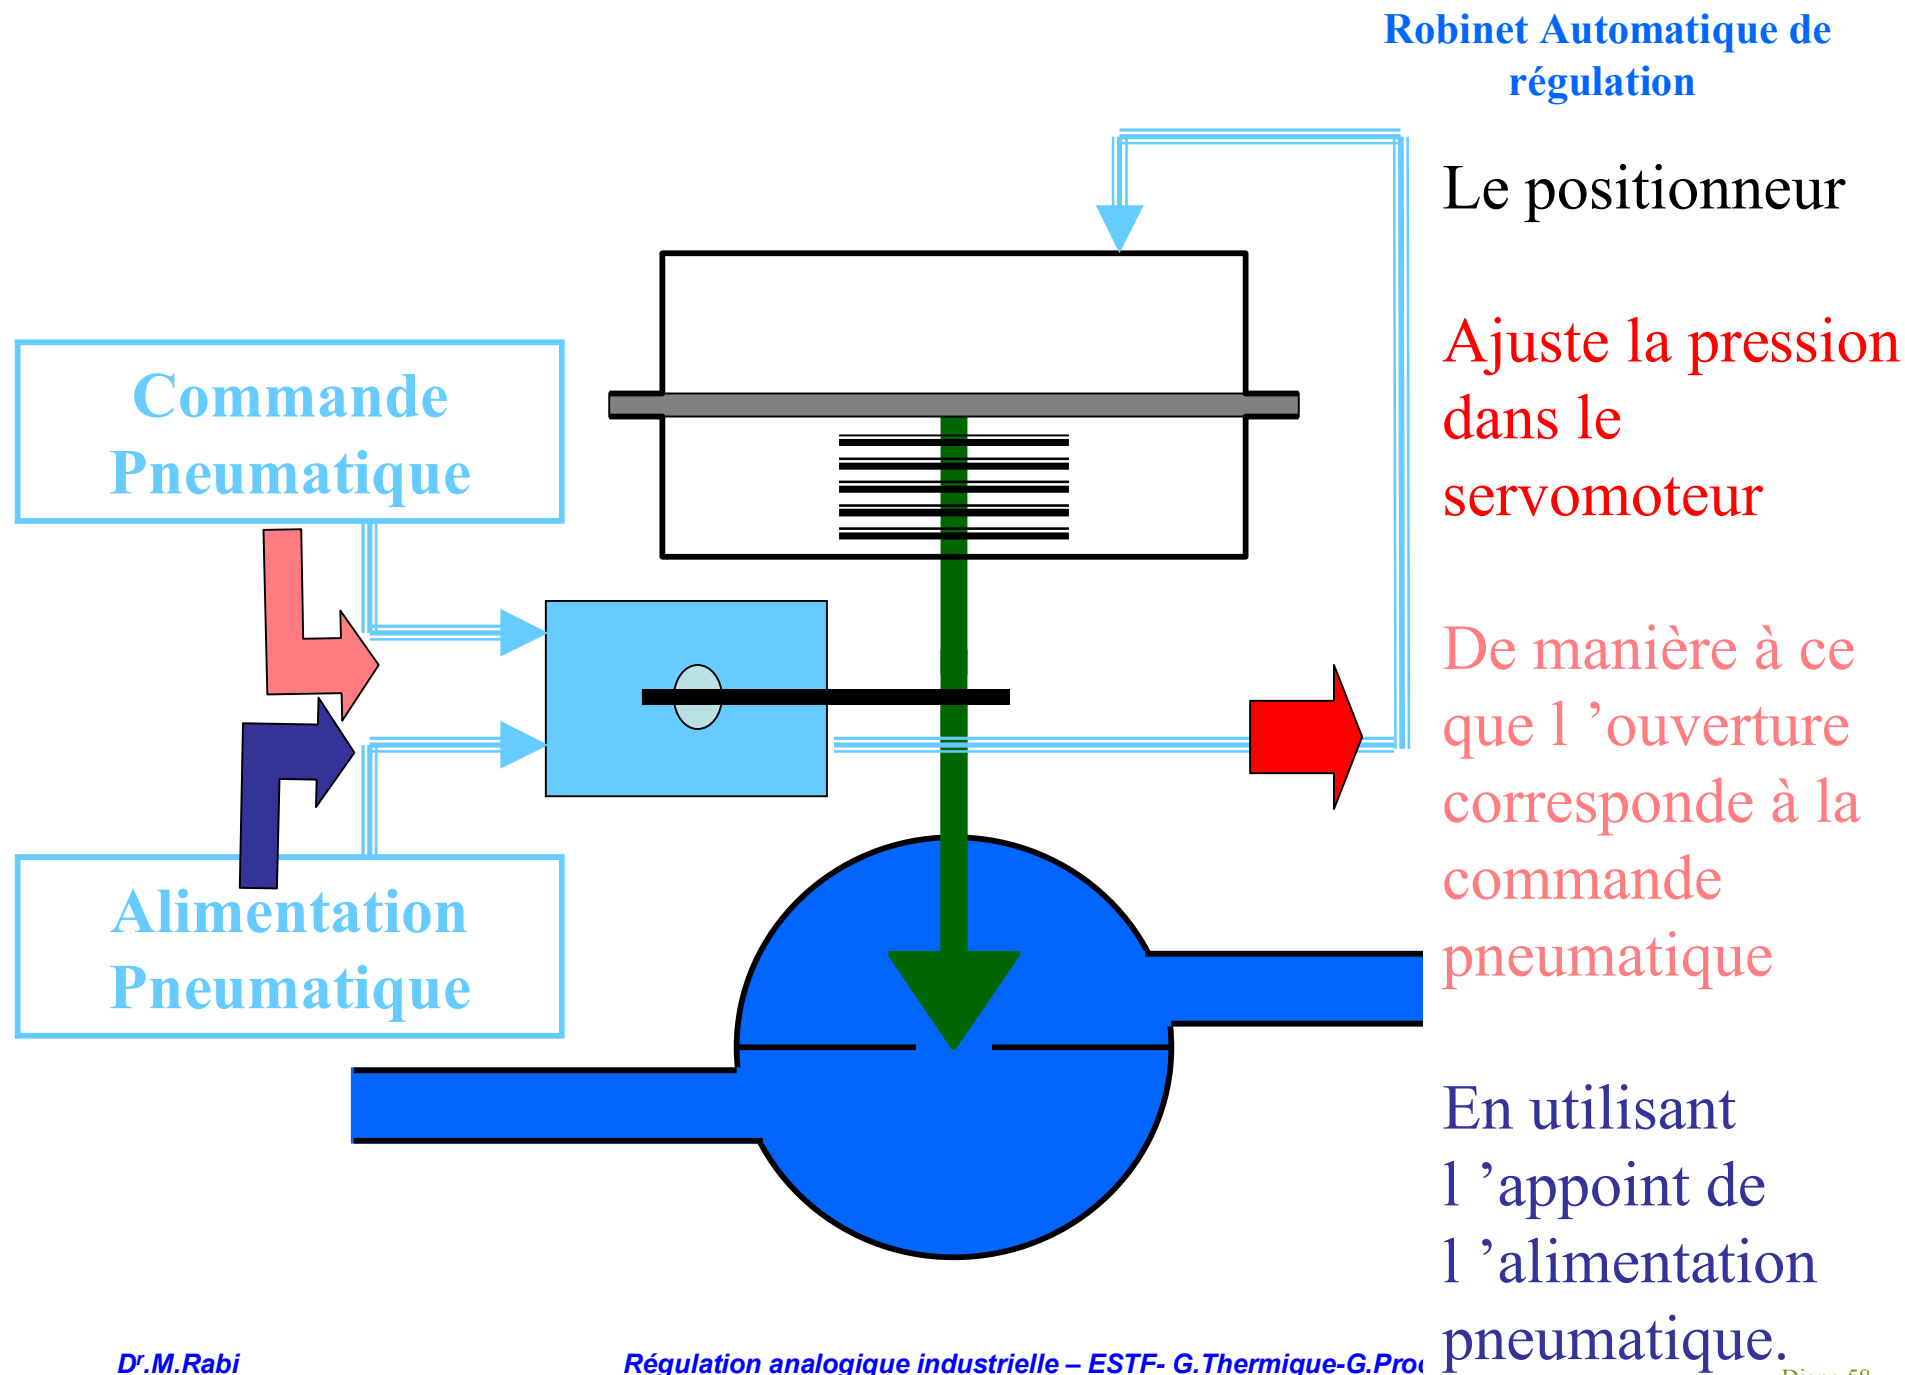 Robinet Automatique de
régulation
Le positionneur
Ajuste la pression
dans le
servomoteur
De manière à ce
que l ’ouverture
corresponde à la
commande
pneumatique
En utilisant
l ’appoint de
l ’alimentation
pneumatique.
Commande
Pneumatique
Alimentation
Pneumatique
Dr.M.Rabi
Régulation analogique industrielle – ESTF- G.Thermique-G.Proc